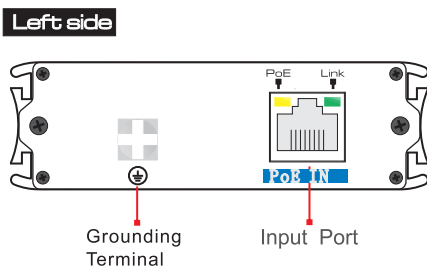 Left side
PoE Link
PoE IN
Grounding
Terminal
Input Port